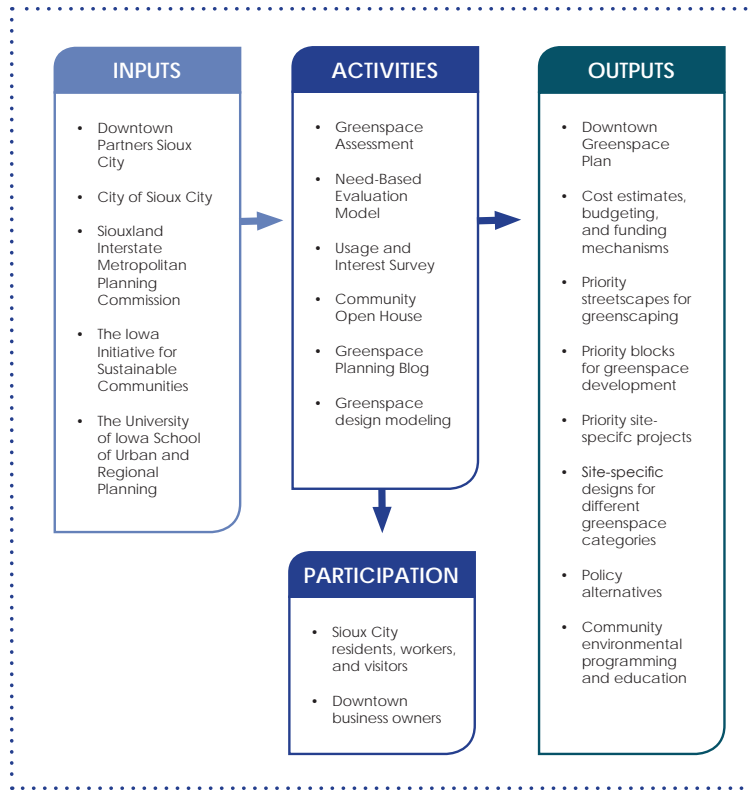 INPUTS
• Downtown
Partners Sioux
City
• City of Sioux City
• Siouxland
Interstate
Metropolitan
Planning
Commission
• The Iowa
Initiative for
Sustainable
Communities
• The University
of Iowa School
of Urban and
Regional
Planning
ACTIVITIES
• Greenspace
Assessment
• Need-Based
Evaluation
Model
• Usage and
Interest Survey
• Community
Open House
• Greenspace
Planning Blog
• Greenspace
design modeling
PARTICIPATION
• Sioux City
residents, workers,
and visitors
• Downtown
business owners
OUTPUTS
• Downtown
Greenspace
Plan
• Cost estimates,
budgeting,
and funding
mechanisms
• Priority
streetscapes for
greenscaping
• Priority blocks
for greenspace
development
• Priority site-
specifc projects
• Site-specific
designs for
different
greenspace
categories
• Policy
alternatives
• Community
environmental
programming
and education